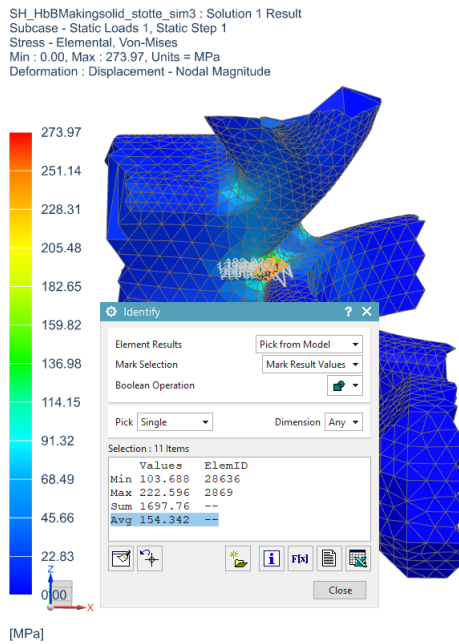 SH_HbBMakingsolid_stotte_sim3 : Solution 1 Result
Subcase - Static Loads 1, Static Step 1
Stress - Elemental, Von-Mises
Min : 0.00, Max : 273.97, Units = MPa
Deformation : Displacement - Nodal Magnitude
273.97
251.14
228.31
205.48
182.65
159.82
136.98
114.15
91.32
68.49
45.66
22.83
0.00
[MPa]
Z
X
Identify
Element Results Pick from Model
Mark Selection Mark Result Values
Boolean Operation
Pick Single Dimension Any
Selection : 11 Items
Values ElemID
Min 103.688 28636
Max 222.596 2869
Sum 1697.76 --
Avg 154.342 --
F[x]
Close